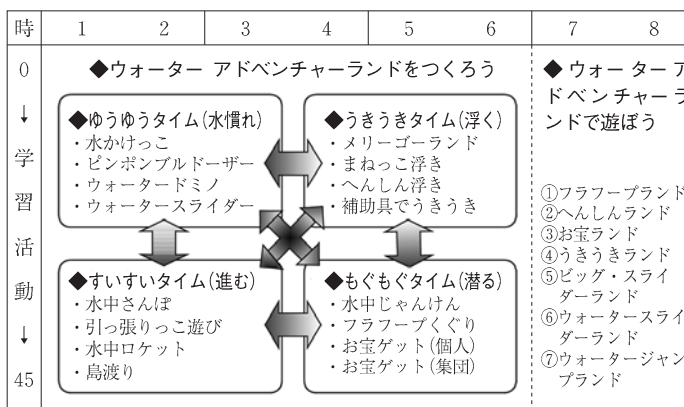 時 1 2 3 4 5 6 7 8
0
↓
学
習
活
動
↓
45
◆ウォーター アドベンチャーランドをつくろう
◆ゆうゆうタイム(水慣れ)
・水かけっこ
・ピンポンブルドーザー
・ウォータードミノ
・ウォータースライダー
◆うきうきタイム(浮く)
・メリーゴーランド
・まねっこ浮き
・へんしん浮き
・補助具でうきうき
◆すいすいタイム(進む)
・水中さんぽ
・引っ張りっこ遊び
・水中ロケット
・島渡り
◆もぐもぐタイム(潜る)
・水中じゃんけん
・フラフープくぐり
・お宝ゲット(個人)
・お宝ゲット(集団)
◆ウォーターア
ドベンチャーラ
ンドで遊ぼう
①フラフープランド
②へんしんランド
③お宝ランド
④うきうきランド
⑤ビッグ・スライ
ダーランド
⑥ウォータースライ
ダーランド
⑦ウォータージャン
プランド